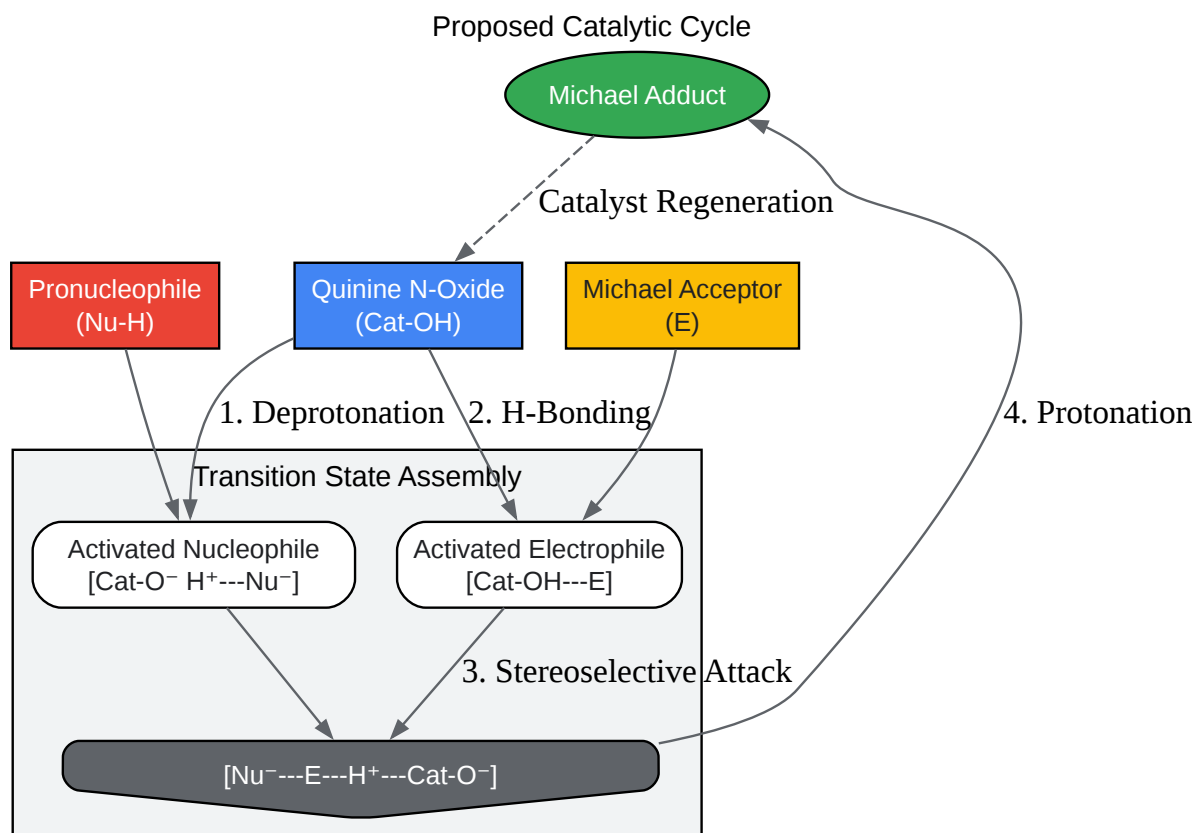 Proposed Catalytic Cycle
Michael Adduct
Catalyst Regeneration
Pronucleophile
(Nu-H)
Quinine N-Oxide
(Cat-OH)
Michael Acceptor
(E)
1. Deprotonation
2. H-Bonding
4. Protonation
Transition State Assembly
Activated Nucleophile
[Cat-O⁻ H⁺---Nu⁻]
Activated Electrophile
[Cat-OH---E]
3. Stereoselective Attack
[Nu⁻---E---H⁺---Cat-O⁻]